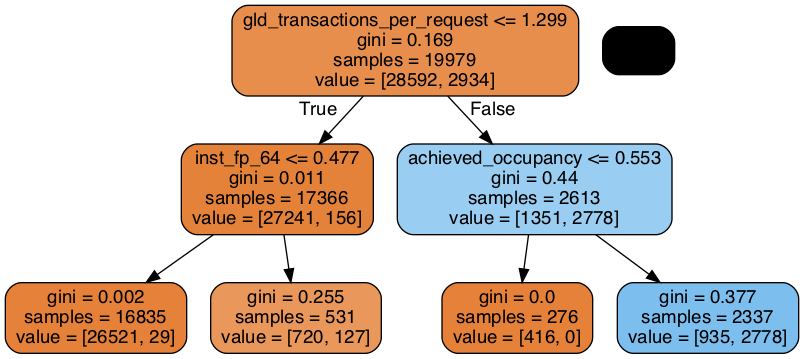 gld_transactions_per_request <= 1.299
gini = 0.169
samples = 19979
value = [28592, 2934]
True
False
inst_fp_64 <= 0.477
gini = 0.011
samples = 17366
value = [27241, 156]
achieved_occupancy <= 0.553
gini = 0.44
samples = 2613
value = [1351, 2778]
gini = 0.002
samples = 16835
value = [26521, 29]
gini = 0.255
samples = 531
value = [720, 127]
gini = 0.0
samples = 276
value = [416, 0]
gini = 0.377
samples = 2337
value = [935, 2778]